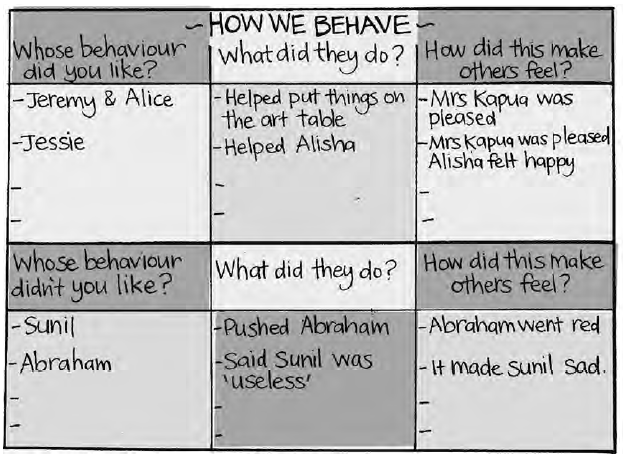 ~ HOW WE BEHAVE ~
Whose behaviour
did you like?
What did they do?
How did this make
others feel?
- Jeremy & Alice
- Jessie
-
-
- Helped put things on
the art table
- Helped Alisha
-
-
- Mrs Kapua was
pleased
- Mrs Kapua was pleased
Alisha felt happy
-
-
Whose behaviour
didn't you like?
What did they do?
How did this make
others feel?
- Sunil
- Abraham
-
-
- Pushed Abraham
- Said Sunil was
'useless'
-
-
- Abraham went red
- It made Sunil Sad.
-
-